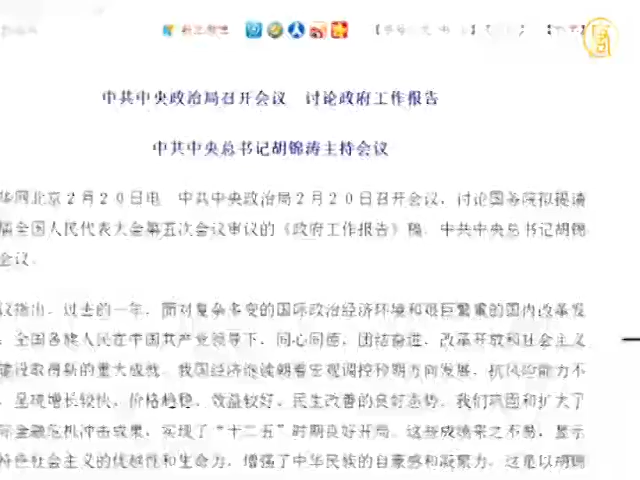 中共中央政治局召开会议 讨论政府工作报告
中共中央总书记胡锦涛主持会议
华网北京2月20日电 中共中央政治局2月20日召开会议，讨论国务院拟提请
届全国人民代表大会第五次会议审议的《政府工作报告》稿。中共中央总书记胡锦
会议。
议指出，过去的一年，面对复杂多变的国际政治经济环境和艰巨繁重的国内改革发
，全国各族人民在中国共产党领导下，同心同德，团结奋进，改革开放和社会主义
建设取得新的重大成就。我国经济继续朝着宏观调控预期方向发展，抗风险能力不
，呈现增长较快、价格趋稳、效益较好、民生改善的良好态势。我们巩固和扩大了
际金融危机冲击成果，实现了“十二五”时期良好开局。这些成绩来之不易，显示
特色社会主义的优越性和生命力，增强了中华民族的自豪感和凝聚力。这是以胡锦